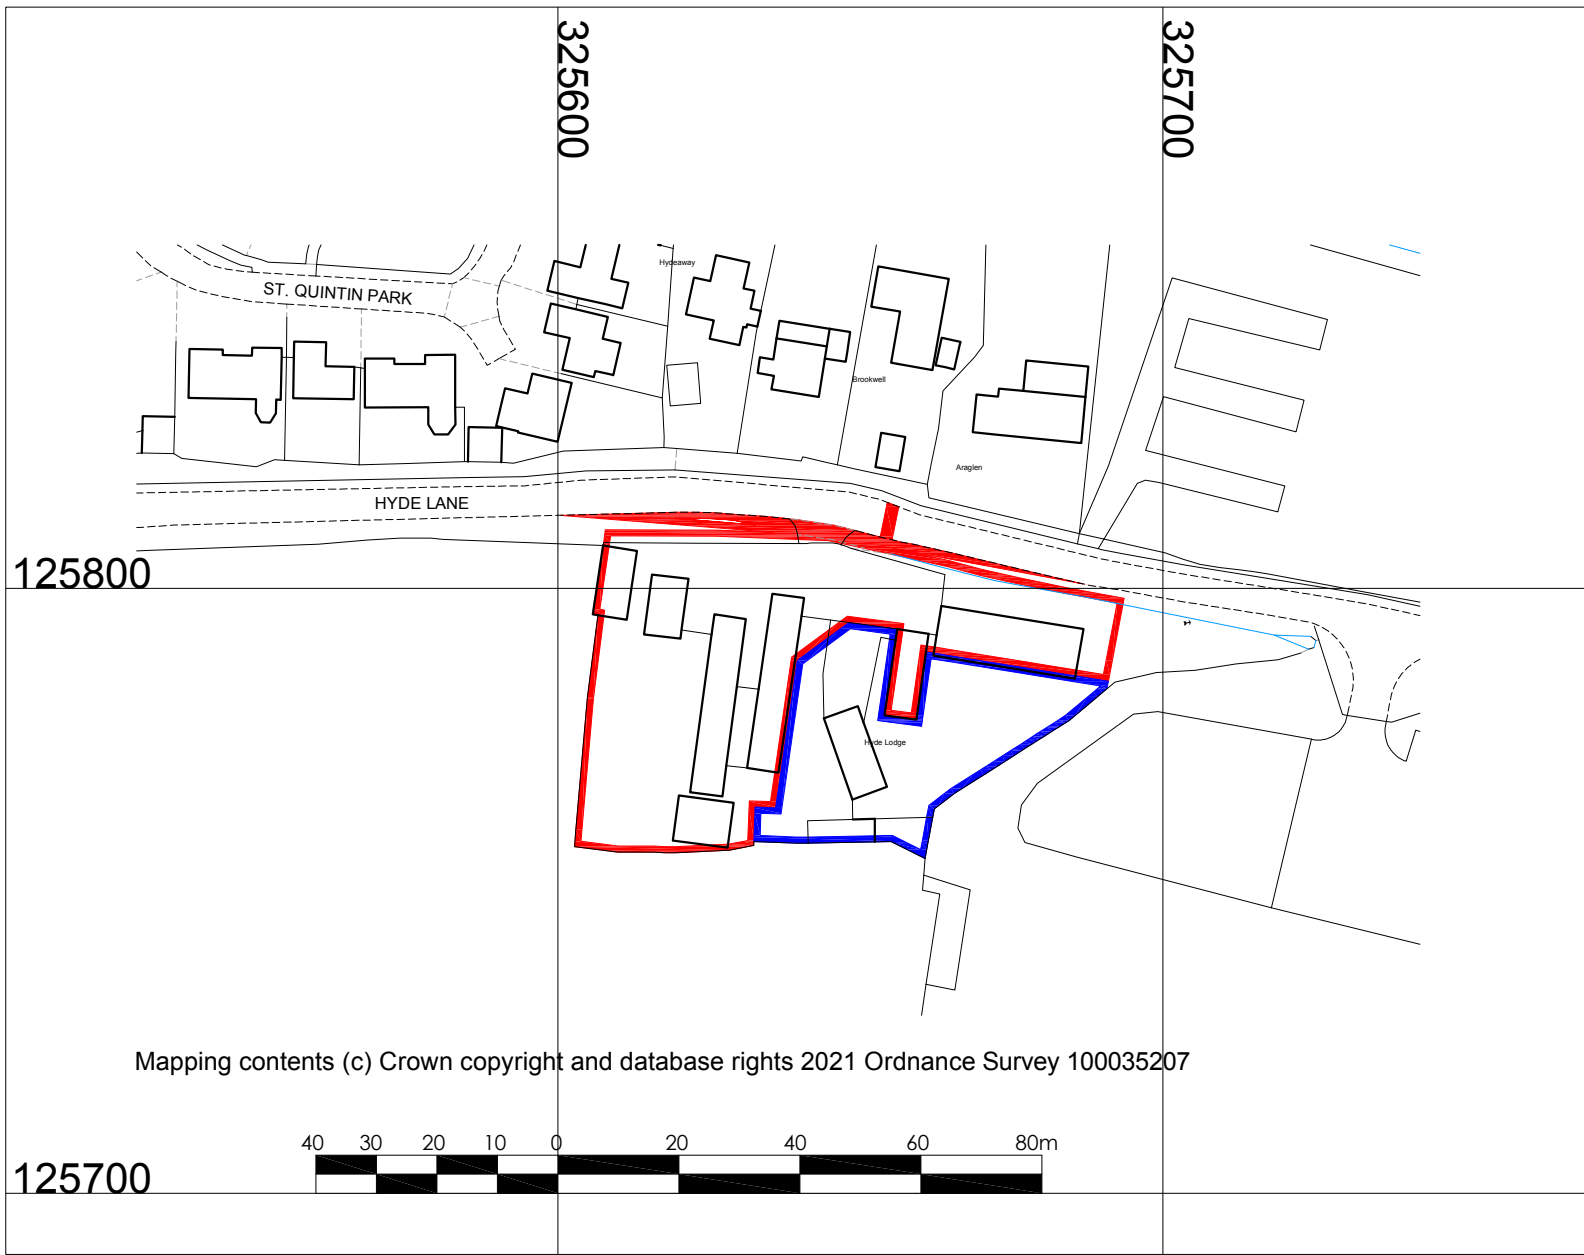 325600
325700
Hydeaway
ST. QUINTIN PARK
Brookwell
Araglen
HYDE LANE
125800
Hyde Lodge
Mapping contents (c) Crown copyright and database rights 2021 Ordnance Survey 100035207
40 30 20 10 0 20 40 60 80m
125700